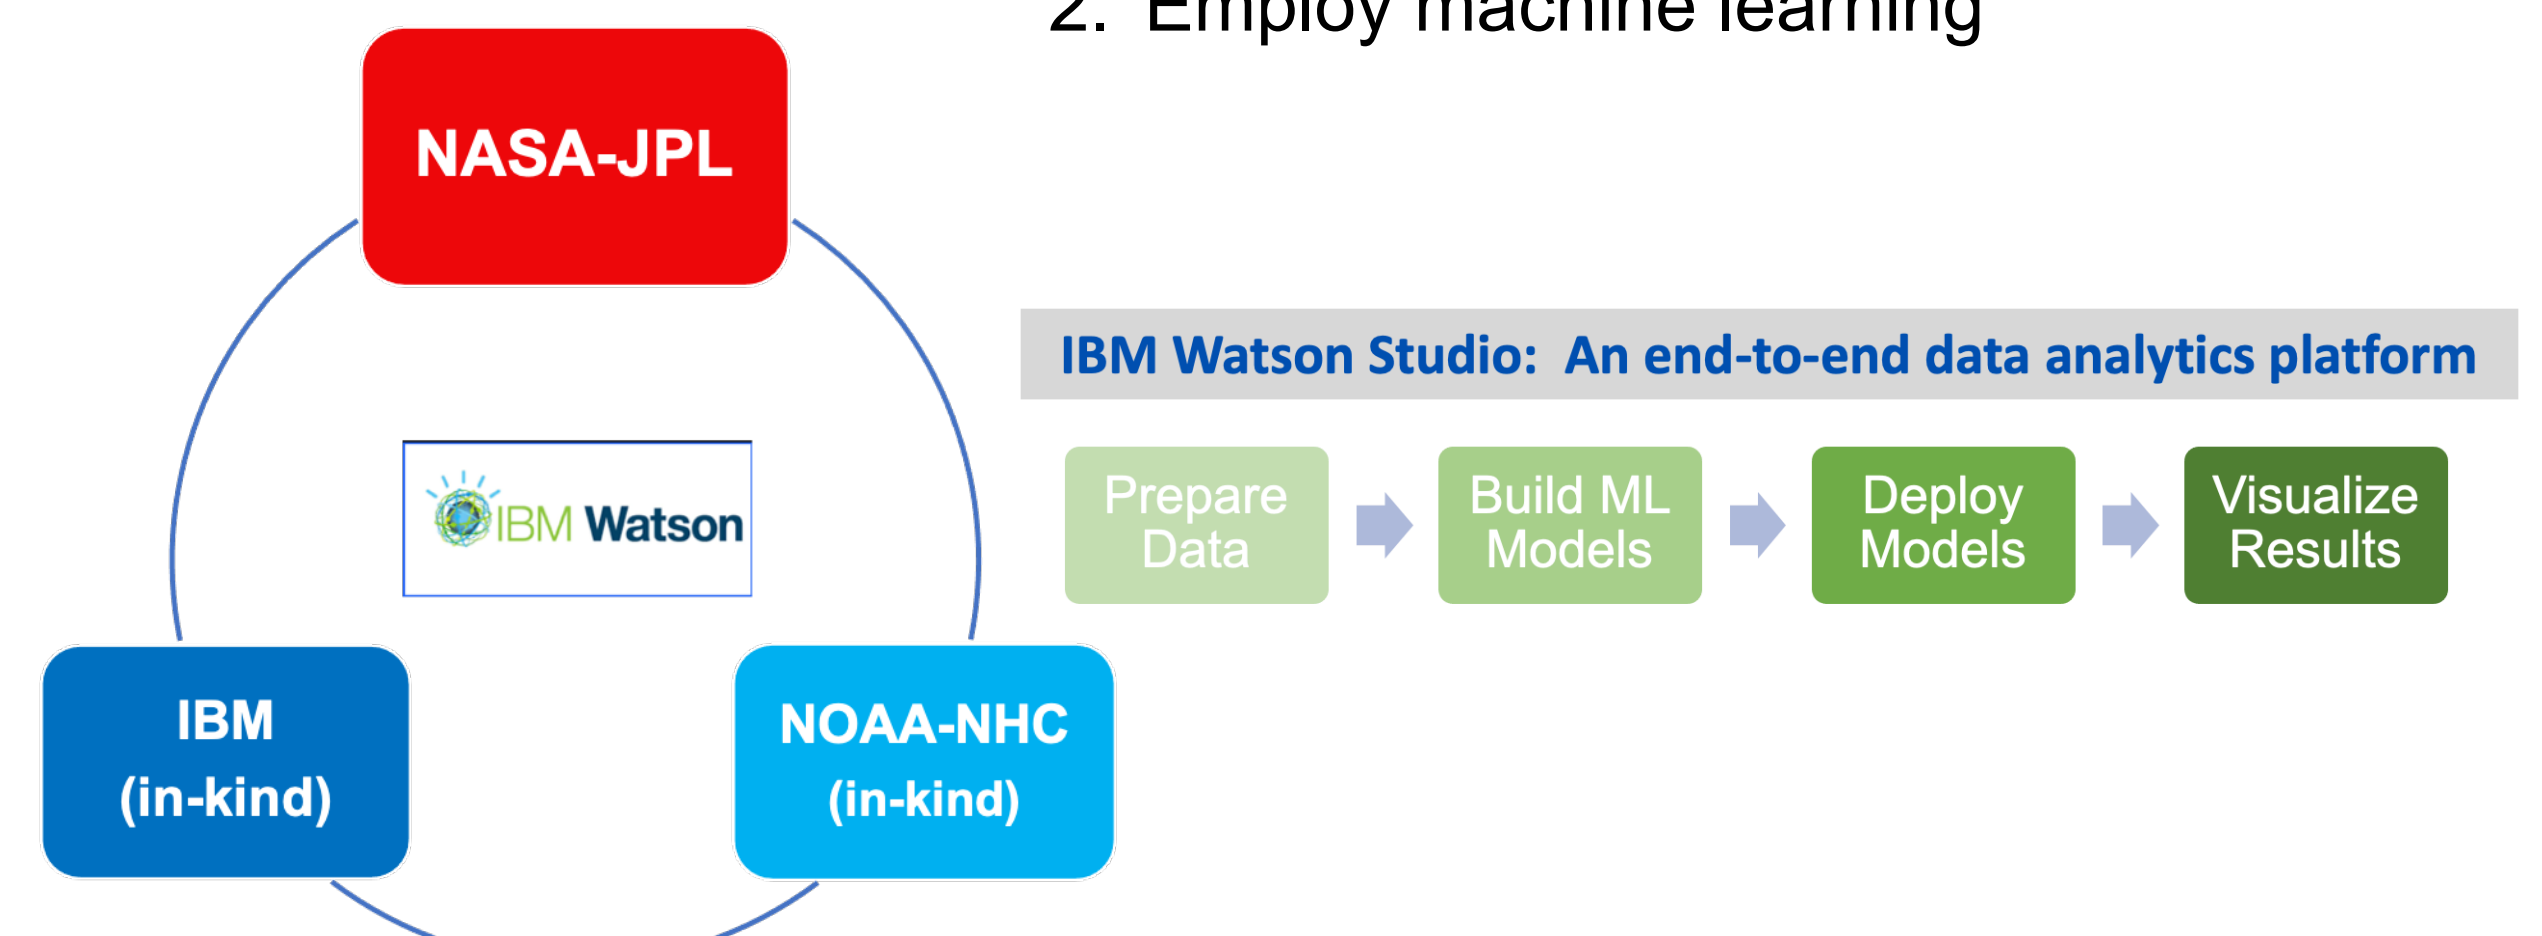 2. Employ machine learning
NASA-JPL
IBM Watson Studio: An end-to-end data analytics platform
IBM Watson
Prepare
Data
Build ML
Models
Deploy
Models
Visualize
Results
IBM
(in-kind)
NOAA-NHC
(in-kind)